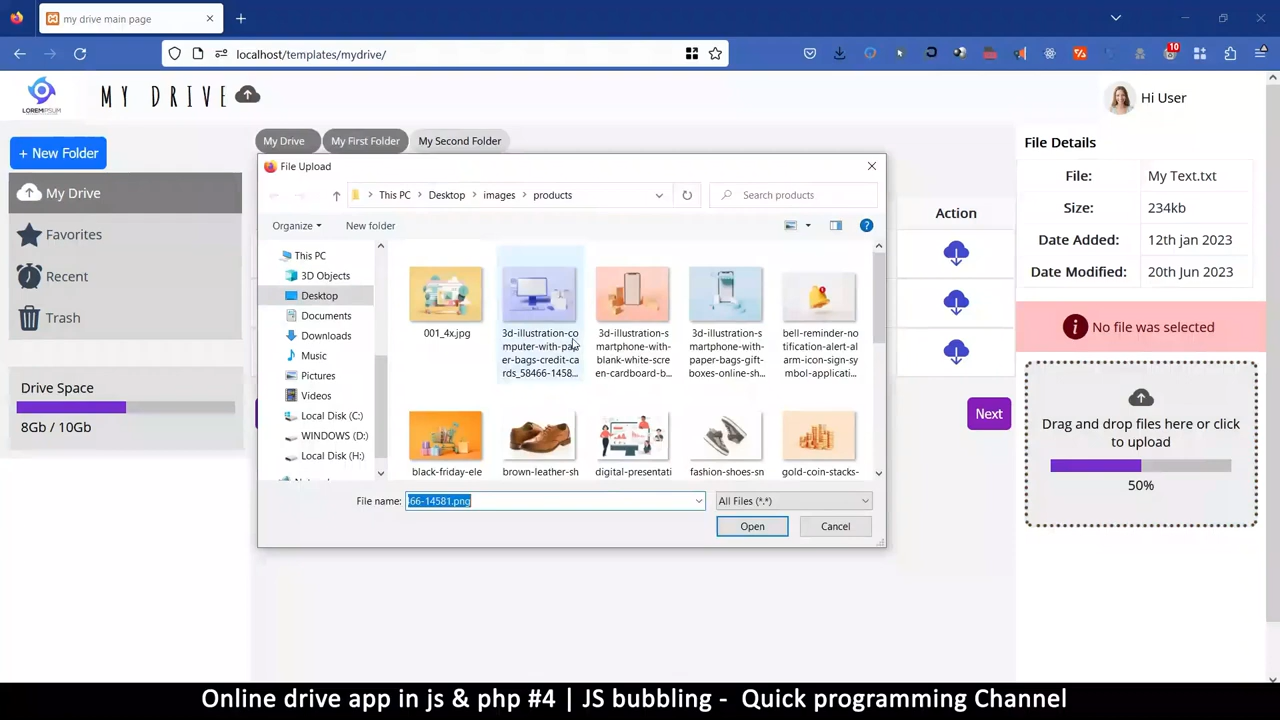 my drive main page
localhost/templates/mydrive/
10
LOREMIPSUM
MY DRIVE
Hi User
+ New Folder
My Drive
Favorites
Recent
Trash
Drive Space
8Gb / 10Gb
My Drive
My First Folder
My Second Folder
File Upload
This PC
Desktop
images
products
Search products
Organize
New folder
This PC
3D Objects
Desktop
Documents
Downloads
Music
Pictures
Videos
Local Disk (C:)
WINDOWS (D:)
Local Disk (H:)
001_4x.jpg
3d-illustration-co
mputer-with-pap
er-bags-credit-ca
rds_58466-1458...
3d-illustration-s
martphone-with-
blank-white-scre
en-cardboard-b...
3d-illustration-s
martphone-with-
paper-bags-gift-
boxes-online-sh...
bell-reminder-no
tification-alert-al
arm-icon-sign-sy
mbol-applicati...
black-friday-ele
brown-leather-sh
digital-presentati
fashion-shoes-sn
gold-coin-stacks-
File name:
466-14581.png
All Files (*.*)
Open
Cancel
Action
Next
File Details
File:
My Text.txt
Size:
234kb
Date Added:
12th jan 2023
Date Modified:
20th Jun 2023
No file was selected
Drag and drop files here or click
to upload
50%
Online drive app in js & php #4 | JS bubbling - Quick programming Channel